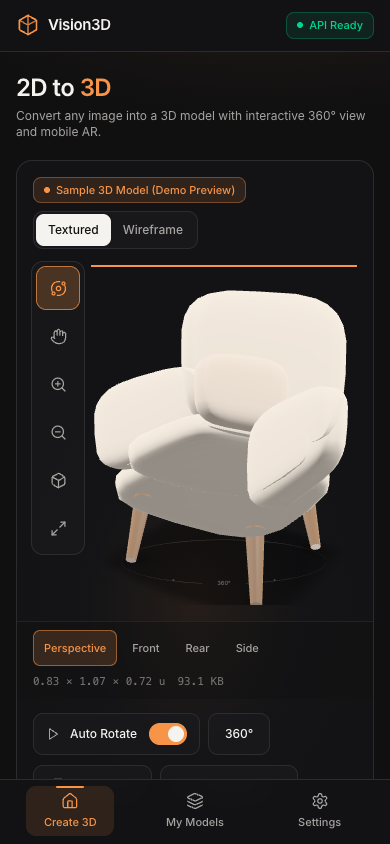 Vision3D
API Ready
2D to 3D
Convert any image into a 3D model with interactive 360° view
and mobile AR.
Sample 3D Model (Demo Preview)
Textured
Wireframe
360°
Perspective
Front
Rear
Side
0.83 × 1.07 × 0.72 u 93.1 KB
Auto Rotate
360°
Create 3D
My Models
Settings